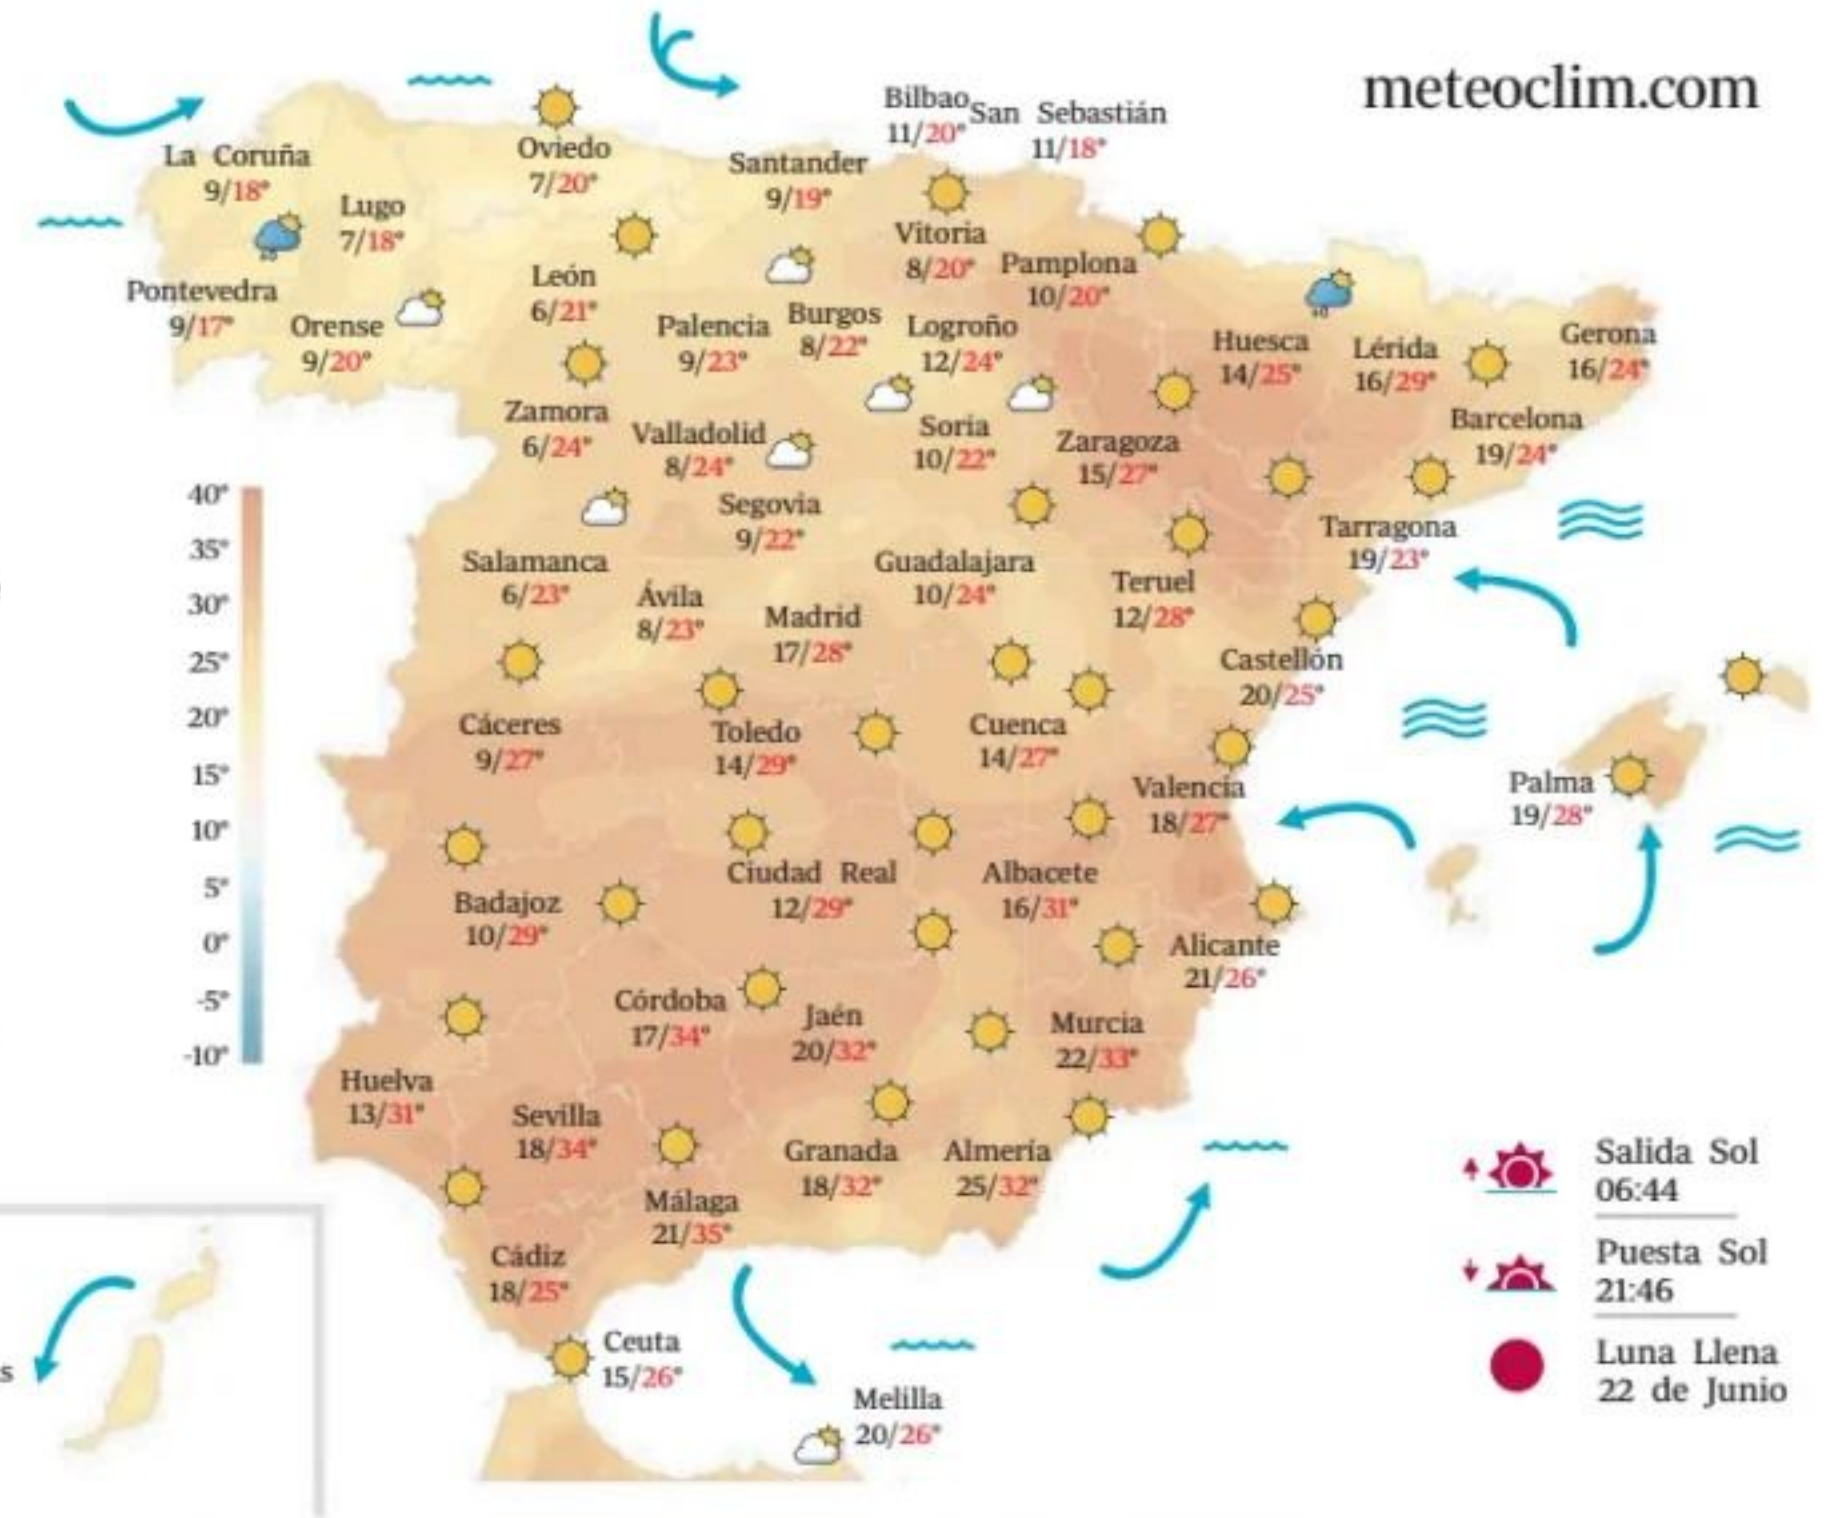 meteoclim.com
Bilbao
11/20°
San Sebastián
11/18°
La Coruña
9/18°
Oviedo
7/20°
Santander
9/19°
Lugo
7/18°
Vitoria
8/20°
Pamplona
10/20°
León
6/21°
Pontevedra
9/17°
Orense
9/20°
Palencia
9/23°
Burgos
8/22°
Logroño
12/24°
Huesca
14/25°
Lérida
16/29°
Gerona
16/24°
Zamora
6/24°
Valladolid
8/24°
Soria
10/22°
Zaragoza
15/27°
Barcelona
19/24°
Segovia
9/22°
Tarragona
19/23°
Salamanca
6/23°
Ávila
8/23°
Madrid
17/28°
Guadalajara
10/24°
Teruel
12/28°
Castellón
20/25°
Cáceres
9/27°
Toledo
14/29°
Cuenca
14/27°
Valencia
18/27°
Palma
19/28°
Ciudad Real
12/29°
Albacete
16/31°
Badajoz
10/29°
Alicante
21/26°
Córdoba
17/34°
Jaén
20/32°
Murcia
22/33°
Huelva
13/31°
Sevilla
18/34°
Granada
18/32°
Almería
25/32°
Málaga
21/35°
Cádiz
18/25°
Ceuta
15/26°
Melilla
20/26°
40°
35°
30°
25°
20°
15°
10°
5°
0°
-5°
-10°
Salida Sol
06:44
Puesta Sol
21:46
Luna Llena
22 de Junio